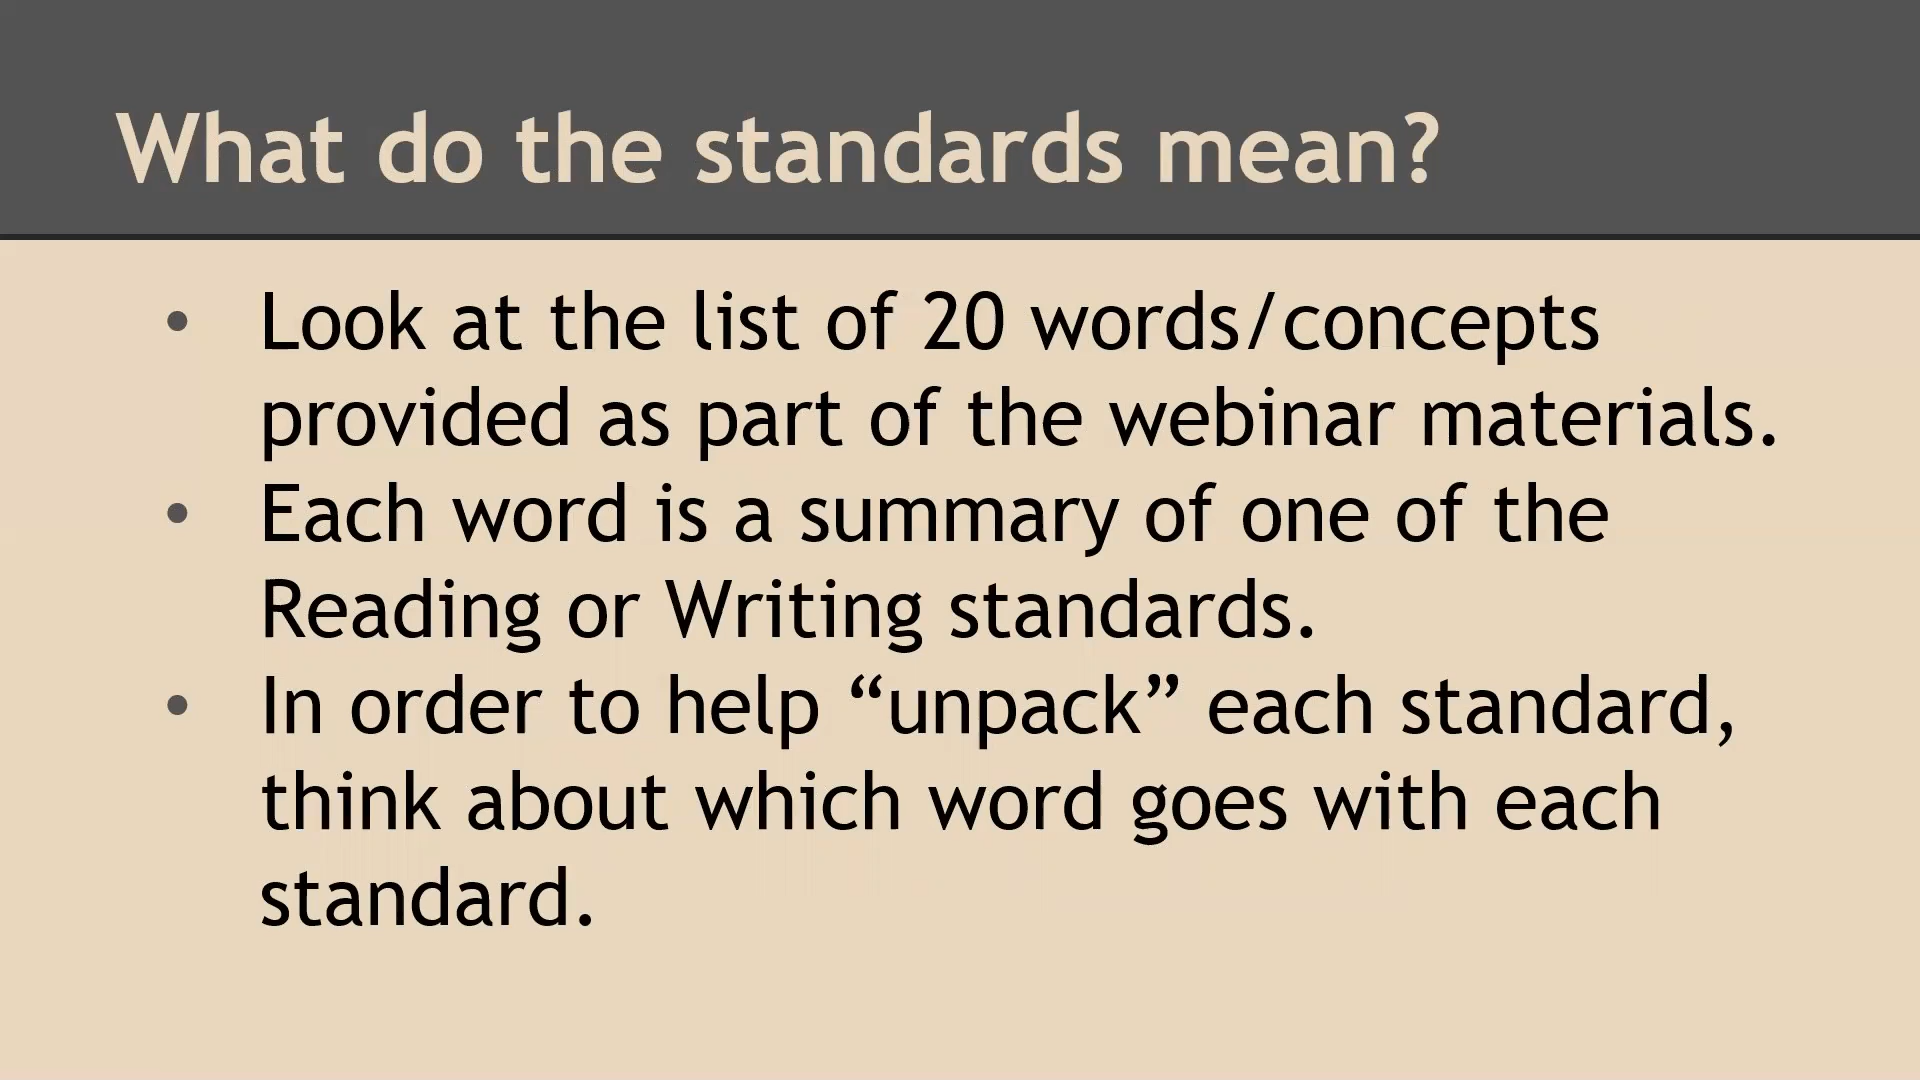 What do the standards mean?
• Look at the list of 20 words/concepts
provided as part of the webinar materials.
• Each word is a summary of one of the
Reading or Writing standards.
• In order to help “unpack” each standard,
think about which word goes with each
standard.